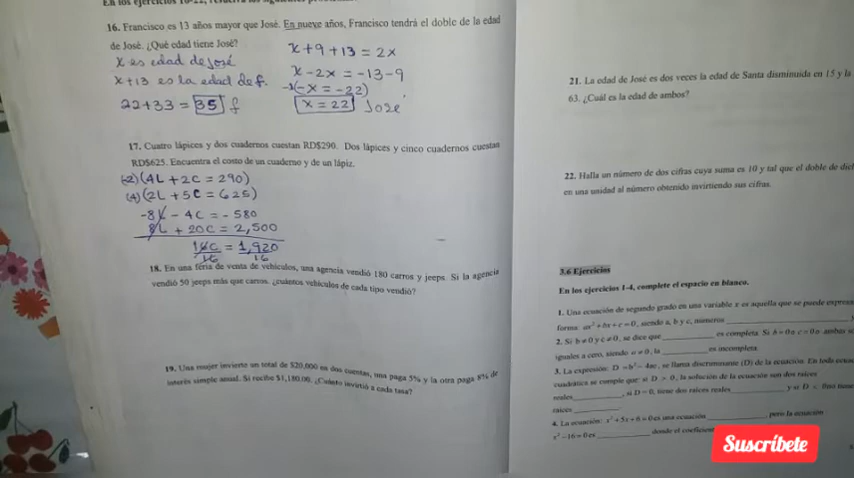 En los ejercicios
16. Francisco es 13 años mayor que José. En nueve años, Francisco tendrá el doble de la edad
de José. ¿Qué edad tiene José?
x es edad de José
x+13 es la edad de f.
22+33 = 35 f
x+9+13 = 2x
x-2x = -13-9
(-x = -22)
x = 22 José
17. Cuatro lápices y dos cuadernos cuestan RD$290. Dos lápices y cinco cuadernos cuestan
RD$625. Encuentra el costo de un cuaderno y de un lápiz.
(-2)(4L + 2C = 290)
(4)(2L + 5C = 625)
-8L - 4C = - 580
8L + 20C = 2,500
16C = 1,920
16 16
18. En una feria de venta de vehículos, una agencia vendió 180 carros y jeeps. Si la agencia
vendió 50 jeeps más que carros. ¿cuántos vehículos de cada tipo vendió?
19. Una mujer invierte un total de $20,000 en dos cuentas, una paga 5% y la otra paga 8% de
interés simple anual. Si recibe $1,180.00. ¿Cuánto invirtió a cada tasa?
21. La edad de José es dos veces la edad de Santa disminuida en 15 y la
63. ¿Cuál es la edad de ambos?
22. Halla un número de dos cifras cuya suma es 10 y tal que el doble de
en una unidad al número obtenido invirtiendo sus cifras.
3.6 Ejercicios
En los ejercicios 1-4, complete el espacio en blanco.
1. Una ecuación de segundo grado en una variable x es aquella que se puede
forma ax²+bx+c=0, siendo a, b y c, números
2. Si b≠0 y c≠0, se dice que es completa. Si b=0 o c=0 o ambas
iguales a cero, siendo a≠0, la es incompleta.
3. La expresión: D=b²-4ac, se llama discriminante (D) de la ecuación. En toda
cuadrática se cumple que: si D>0, la solución de la ecuación son dos raíces
reales , si D=0, tiene dos raíces reales y si D<0
raíces
4. La ecuación: x²+5x+6=0 es una ecuación , pero la ecuación
x²-16=0 es donde el coeficiente
Suscríbete